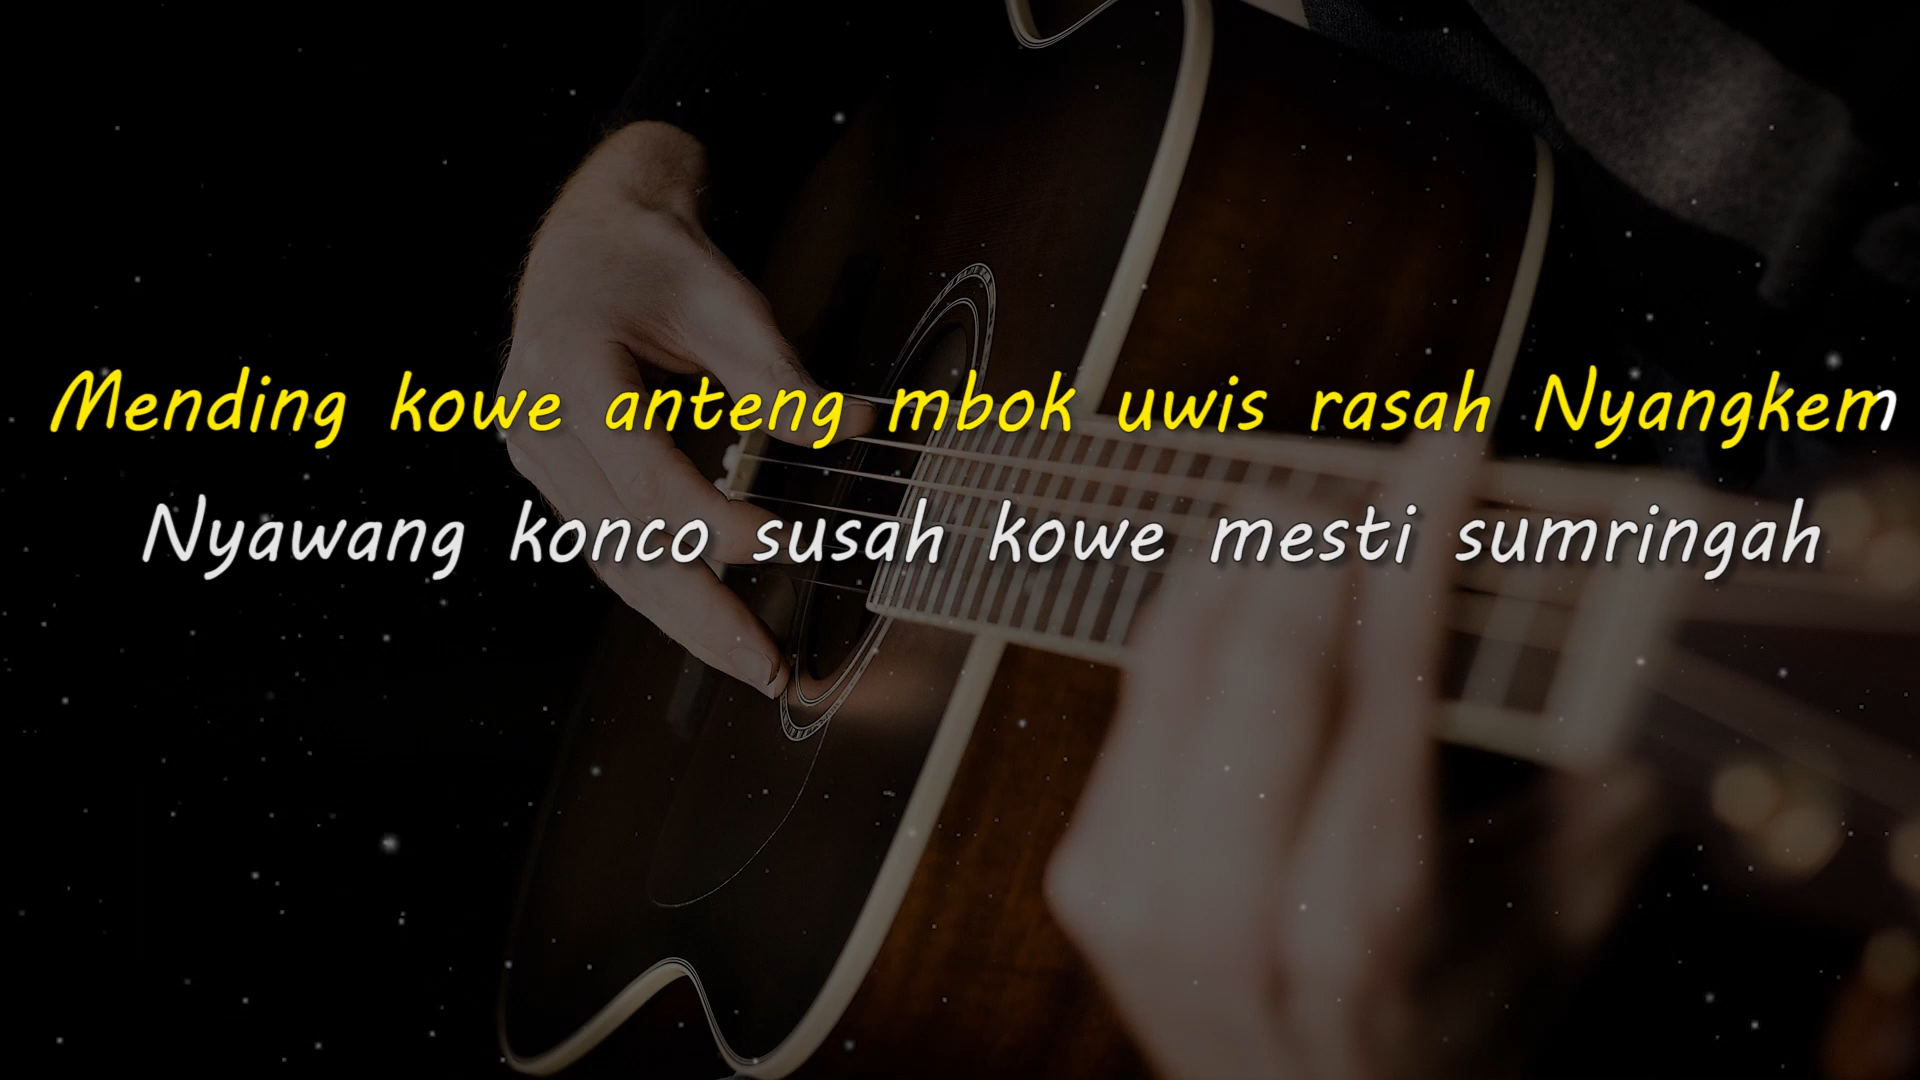 Mending kowe anteng mbok uwis rasah Nyangkem
Nyawang konco susah kowe mesti sumringah